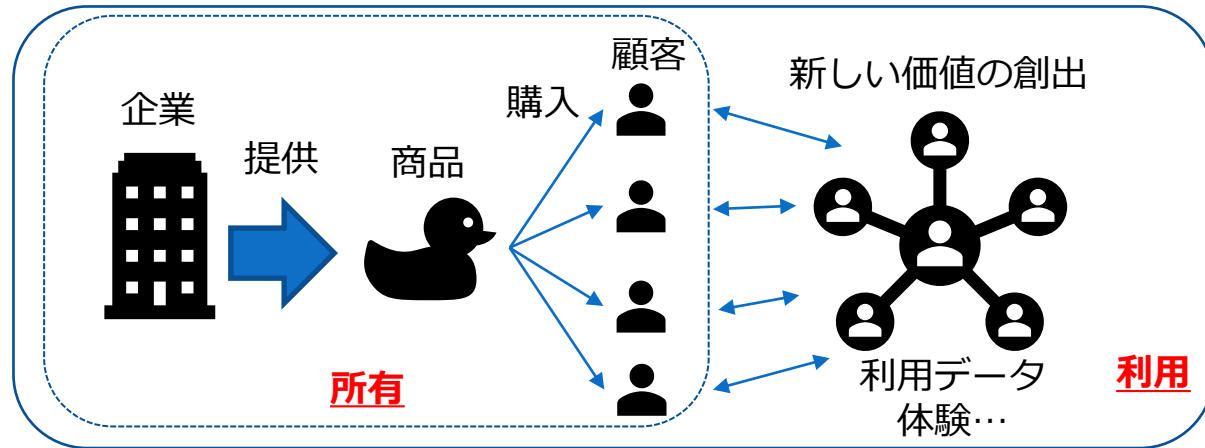 顧客
新しい価値の創出
企業
購入
提供
商品
所有
利用データ
体験…
利用